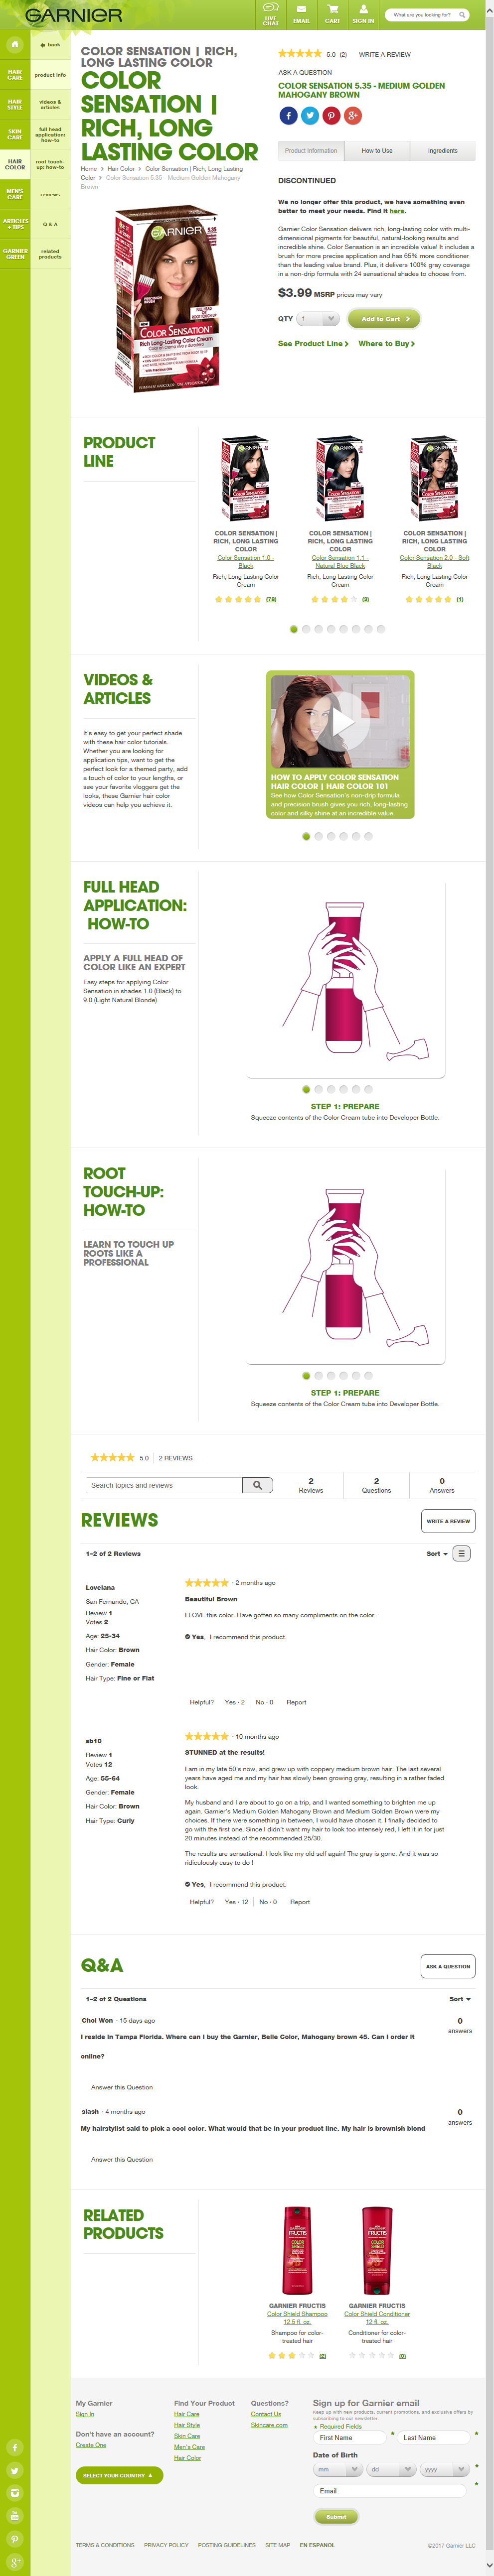 GARNIER
LIVE CHAT
EMAIL
CART
SIGN IN
What are you looking for?
back
HAIR CARE
product info
HAIR STYLE
videos & articles
SKIN CARE
full head application: how-to
HAIR COLOR
root touch-up: how-to
MEN'S CARE
reviews
ARTICLES + TIPS
Q & A
GARNIER GREEN
related products
COLOR SENSATION | RICH,
LONG LASTING COLOR
COLOR
SENSATION |
RICH, LONG
LASTING COLOR
Home > Hair Color > Color Sensation | Rich, Long Lasting
Color > Color Sensation 5.35 - Medium Golden Mahogany
Brown
5.0 (2) WRITE A REVIEW
ASK A QUESTION
COLOR SENSATION 5.35 - MEDIUM GOLDEN
MAHOGANY BROWN
Product Information
How to Use
Ingredients
DISCONTINUED
We no longer offer this product, we have something even
better to meet your needs. Find it here.
Garnier Color Sensation delivers rich, long-lasting color with multi-
dimensional pigments for beautiful, natural-looking results and
incredible shine. Color Sensation is an incredible value! It includes a
brush for more precise application and has 65% more conditioner
than the leading value brand. Plus, it delivers 100% gray coverage
in a non-drip formula with 24 sensational shades to choose from.
$3.99 MSRP prices may vary
QTY 1 Add to Cart >
See Product Line > Where to Buy >
GARNIER
COLOR SENSATION
Rich Long-Lasting Color Cream
PRODUCT
LINE
COLOR SENSATION |
RICH, LONG LASTING
COLOR
Color Sensation 1.0 -
Black
Rich, Long Lasting Color
Cream
(78)
COLOR SENSATION |
RICH, LONG LASTING
COLOR
Color Sensation 1.1 -
Natural Blue Black
Rich, Long Lasting Color
Cream
(3)
COLOR SENSATION |
RICH, LONG LASTING
COLOR
Color Sensation 2.0 - Soft
Black
Rich, Long Lasting Color
Cream
(1)
VIDEOS &
ARTICLES
It's easy to get your perfect shade
with these hair color tutorials.
Whether you are looking for
application tips, want to get the
perfect look for a themed party, add
a touch of color to your lengths, or
see your favorite vloggers get the
looks, these Garnier hair color
videos can help you achieve it.
HOW TO APPLY COLOR SENSATION
HAIR COLOR | HAIR COLOR 101
See how Color Sensation's non-drip formula
and precision brush gives you rich, long-lasting
color and silky shine at an incredible value.
FULL HEAD
APPLICATION:
HOW-TO
APPLY A FULL HEAD OF
COLOR LIKE AN EXPERT
Easy steps for applying Color
Sensation in shades 1.0 (Black) to
9.0 (Light Natural Blonde)
STEP 1: PREPARE
Squeeze contents of the Color Cream tube into Developer Bottle.
ROOT
TOUCH-UP:
HOW-TO
LEARN TO TOUCH UP
ROOTS LIKE A
PROFESSIONAL
STEP 1: PREPARE
Squeeze contents of the Color Cream tube into Developer Bottle.
5.0 2 REVIEWS
Search topics and reviews
2 Reviews
2 Questions
0 Answers
REVIEWS
WRITE A REVIEW
1–2 of 2 Reviews
Sort
Lovelana
San Fernando, CA
Review 1
Votes 2
Age: 25-34
Hair Color: Brown
Gender: Female
Hair Type: Fine or Flat
· 2 months ago
Beautiful Brown
I LOVE this color. Have gotten so many compliments on the color.
Yes, I recommend this product.
Helpful? Yes · 2 No · 0 Report
sb10
Review 1
Votes 12
Age: 55-64
Gender: Female
Hair Color: Brown
Hair Type: Curly
· 10 months ago
STUNNED at the results!
I am in my late 50's now, and grew up with coppery medium brown hair. The last several
years have aged me and my hair has slowly been growing gray, resulting in a rather faded
look.
My husband and I are about to go on a trip, and I wanted something to brighten me up
again. Garnier's Medium Golden Mahogany Brown and Medium Golden Brown were my
choices. If there were something in between, I would have chosen it. I finally decided to
go with the first one. Since I didn't want my hair to look too intensely red, I left it in for just
20 minutes instead of the recommended 25/30.
The results are sensational. I look like my old self again! The gray is gone. And it was so
ridiculously easy to do !
Yes, I recommend this product.
Helpful? Yes · 12 No · 0 Report
Q&A
ASK A QUESTION
1–2 of 2 Questions
Sort
Choi Won · 15 days ago
I reside in Tampa Florida. Where can I buy the Garnier, Belle Color, Mahogany brown 45. Can I order it
online?
0
answers
Answer this Question
slash · 4 months ago
My hairstylist said to pick a cool color. What would that be in your product line. My hair is brownish blond
0
answers
Answer this Question
RELATED
PRODUCTS
GARNIER FRUCTIS
Color Shield Shampoo
12.5 fl. oz.
Shampoo for color-
treated hair
(2)
GARNIER FRUCTIS
Color Shield Conditioner
12 fl. oz.
Conditioner for color-
treated hair
(0)
My Garnier
Sign In
Don't have an account?
Create One
SELECT YOUR COUNTRY
Find Your Product
Hair Care
Hair Style
Skin Care
Men's Care
Hair Color
Questions?
Contact Us
Skincare.com
Sign up for Garnier email
Keep up with new products, current promotions, and exclusive offers by
subscribing to our newsletter.
* Required Fields
First Name *
Last Name *
Date of Birth
mm dd yyyy *
Email *
Submit
TERMS & CONDITIONS PRIVACY POLICY POSTING GUIDELINES SITE MAP EN ESPANOL
©2017 Garnier LLC